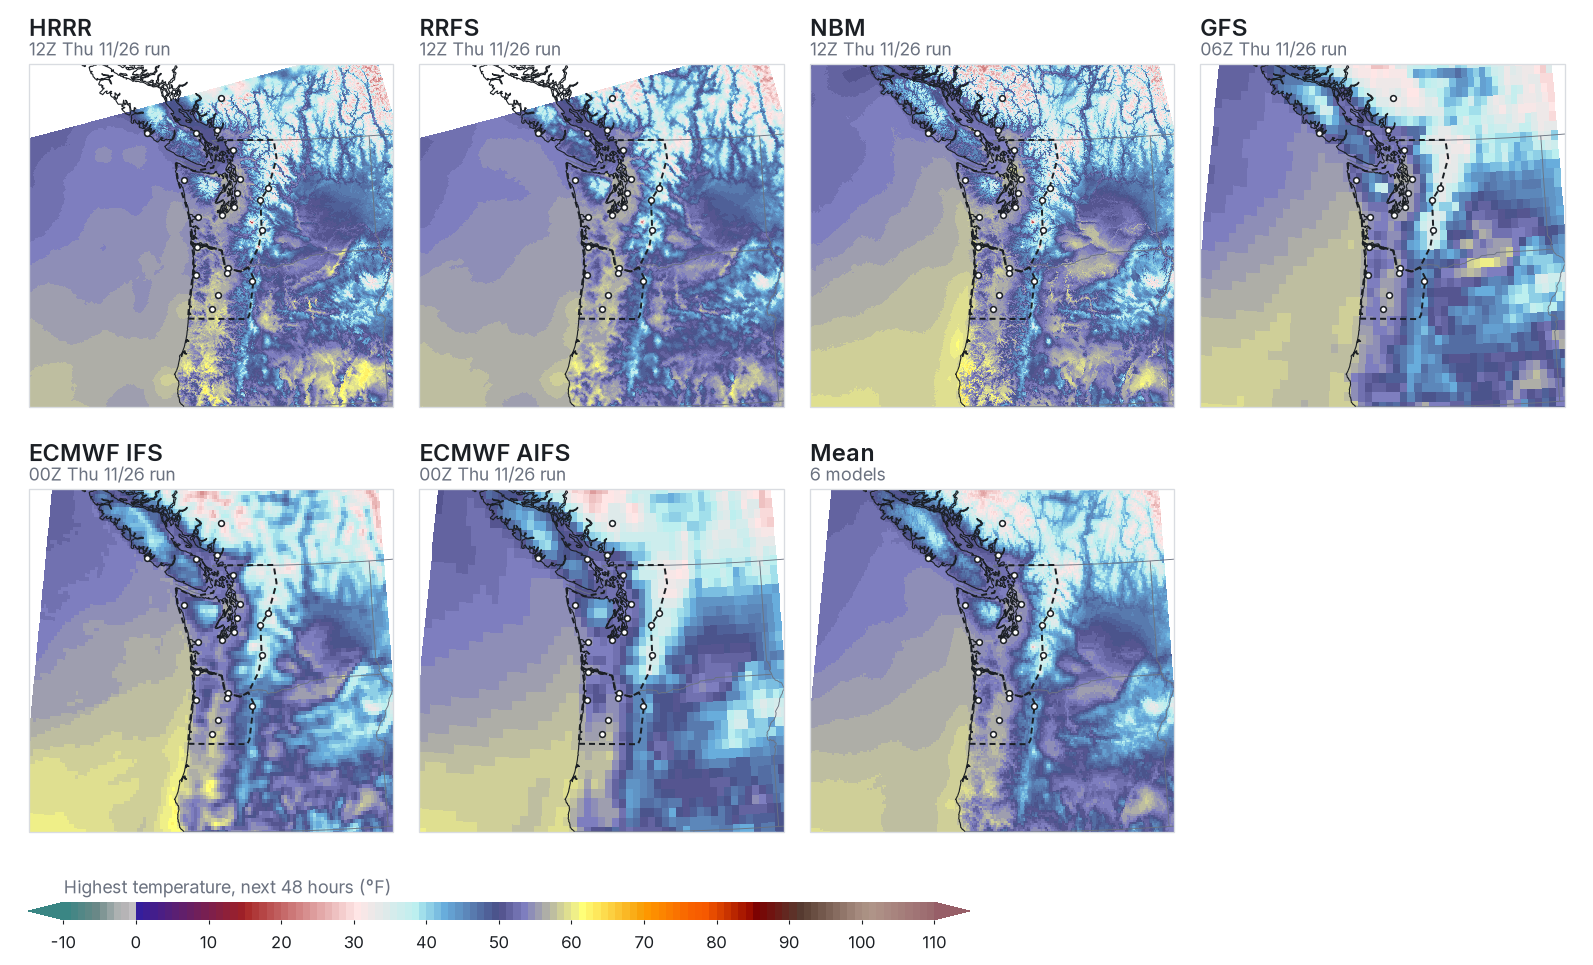 HRRR
12Z Thu 11/26 run
RRFS
12Z Thu 11/26 run
NBM
12Z Thu 11/26 run
GFS
06Z Thu 11/26 run
ECMWF IFS
00Z Thu 11/26 run
ECMWF AIFS
00Z Thu 11/26 run
Mean
6 models
Highest temperature, next 48 hours (°F)
-10 0 10 20 30 40 50 60 70 80 90 100 110